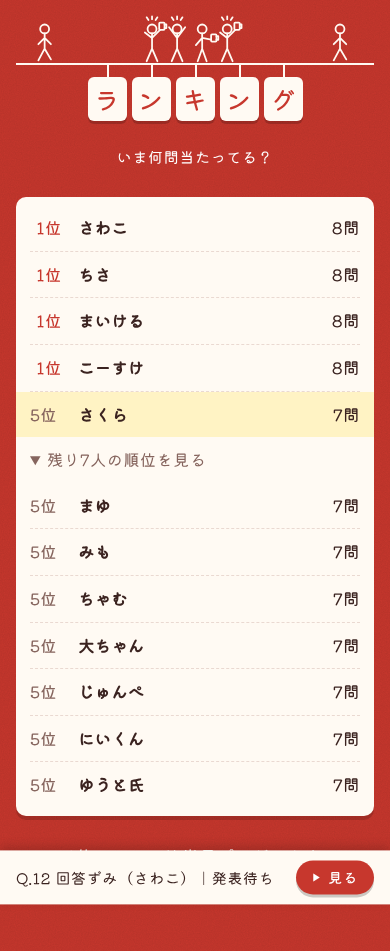 ランキング
いま何問当たってる？
1位 さわこ 8問
1位 ちさ 8問
1位 まいける 8問
1位 こーすけ 8問
5位 さくら 7問
▼ 残り7人の順位を見る
5位 まゆ 7問
5位 みも 7問
5位 ちゃむ 7問
5位 大ちゃん 7問
5位 じゅんぺ 7問
5位 にいくん 7問
5位 ゆうと氏 7問
Q.12 回答ずみ（さわこ）｜発表待ち ▶ 見る